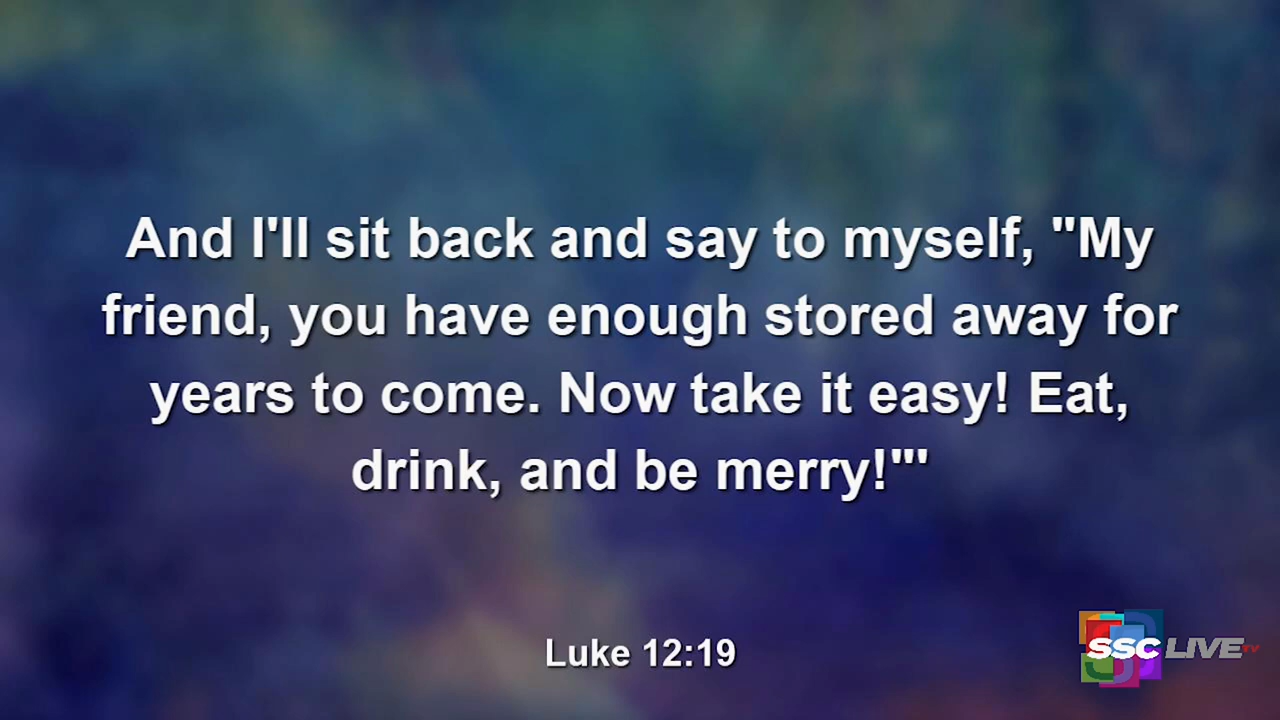 And I'll sit back and say to myself, "My
friend, you have enough stored away for
years to come. Now take it easy! Eat,
drink, and be merry!"'
Luke 12:19
SSC LIVE TV